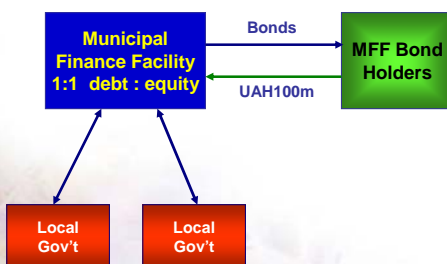 Municipal
Finance Facility
1:1 debt : equity
Bonds
UAH100m
MFF Bond
Holders
Local
Gov't
Local
Gov't